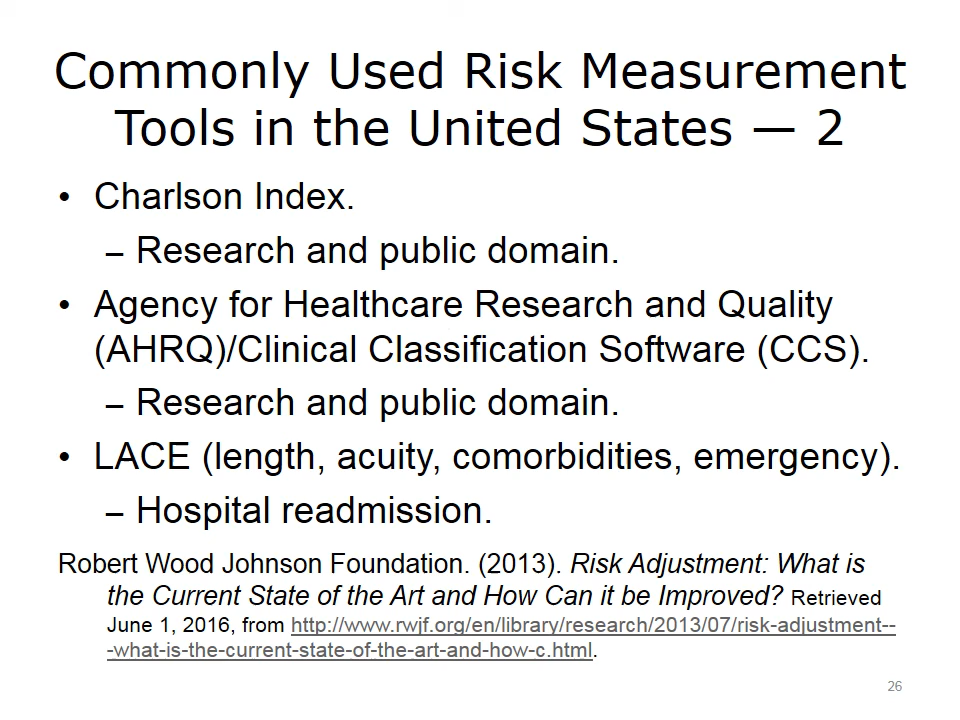 Commonly Used Risk Measurement
Tools in the United States — 2
• Charlson Index.
– Research and public domain.
• Agency for Healthcare Research and Quality
(AHRQ)/Clinical Classification Software (CCS).
– Research and public domain.
• LACE (length, acuity, comorbidities, emergency).
– Hospital readmission.
Robert Wood Johnson Foundation. (2013). Risk Adjustment: What is
the Current State of the Art and How Can it be Improved? Retrieved
June 1, 2016, from http://www.rwjf.org/en/library/research/2013/07/risk-adjustment--
-what-is-the-current-state-of-the-art-and-how-c.html.
26